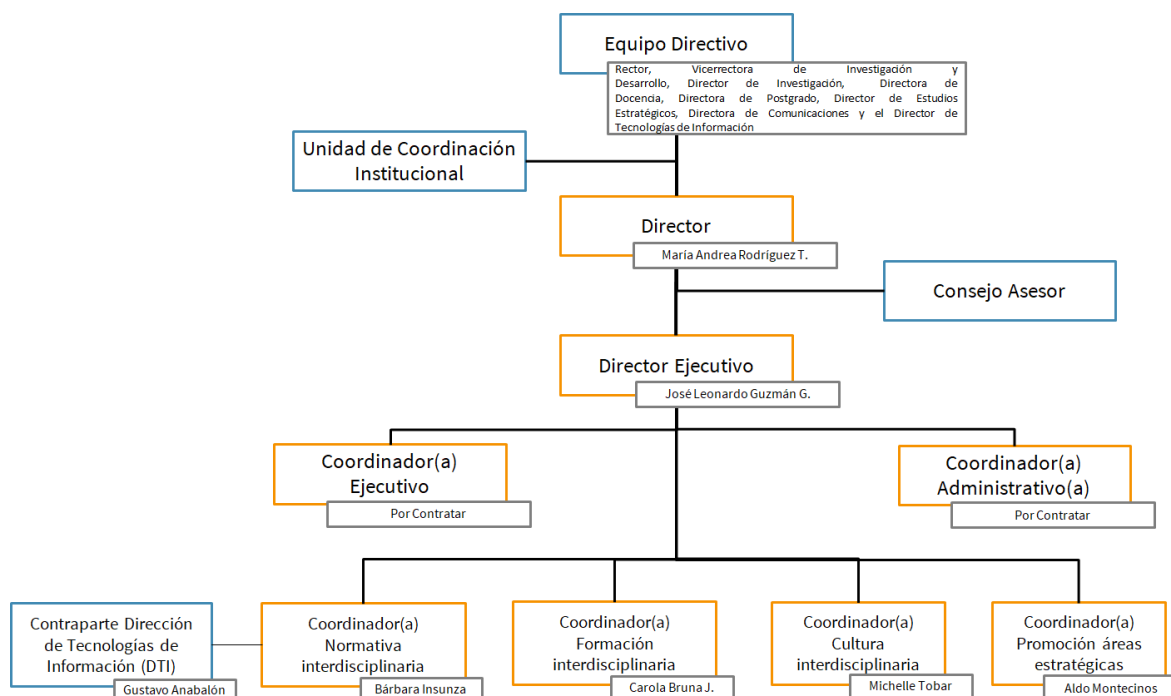 Equipo Directivo
Rector, Vicerrectora de Investigación y
Desarrollo, Director de Investigación, Directora de
Docencia, Directora de Postgrado, Director de Estudios
Estratégicos, Directora de Comunicaciones y el Director de
Tecnologías de Información
Unidad de Coordinación
Institucional
Director
María Andrea Rodríguez T.
Consejo Asesor
Director Ejecutivo
José Leonardo Guzmán G.
Coordinador(a)
Ejecutivo
Por Contratar
Coordinador(a)
Administrativo(a)
Por Contratar
Contraparte Dirección
de Tecnologías de
Información (DTI)
Gustavo Anabalón
Coordinador(a)
Normativa
interdisciplinaria
Bárbara Insunza
Coordinador(a)
Formación
interdisciplinaria
Carola Bruna J.
Coordinador(a)
Cultura
interdisciplinaria
Michelle Tobar
Coordinador(a)
Promoción áreas
estratégicas
Aldo Montecinos